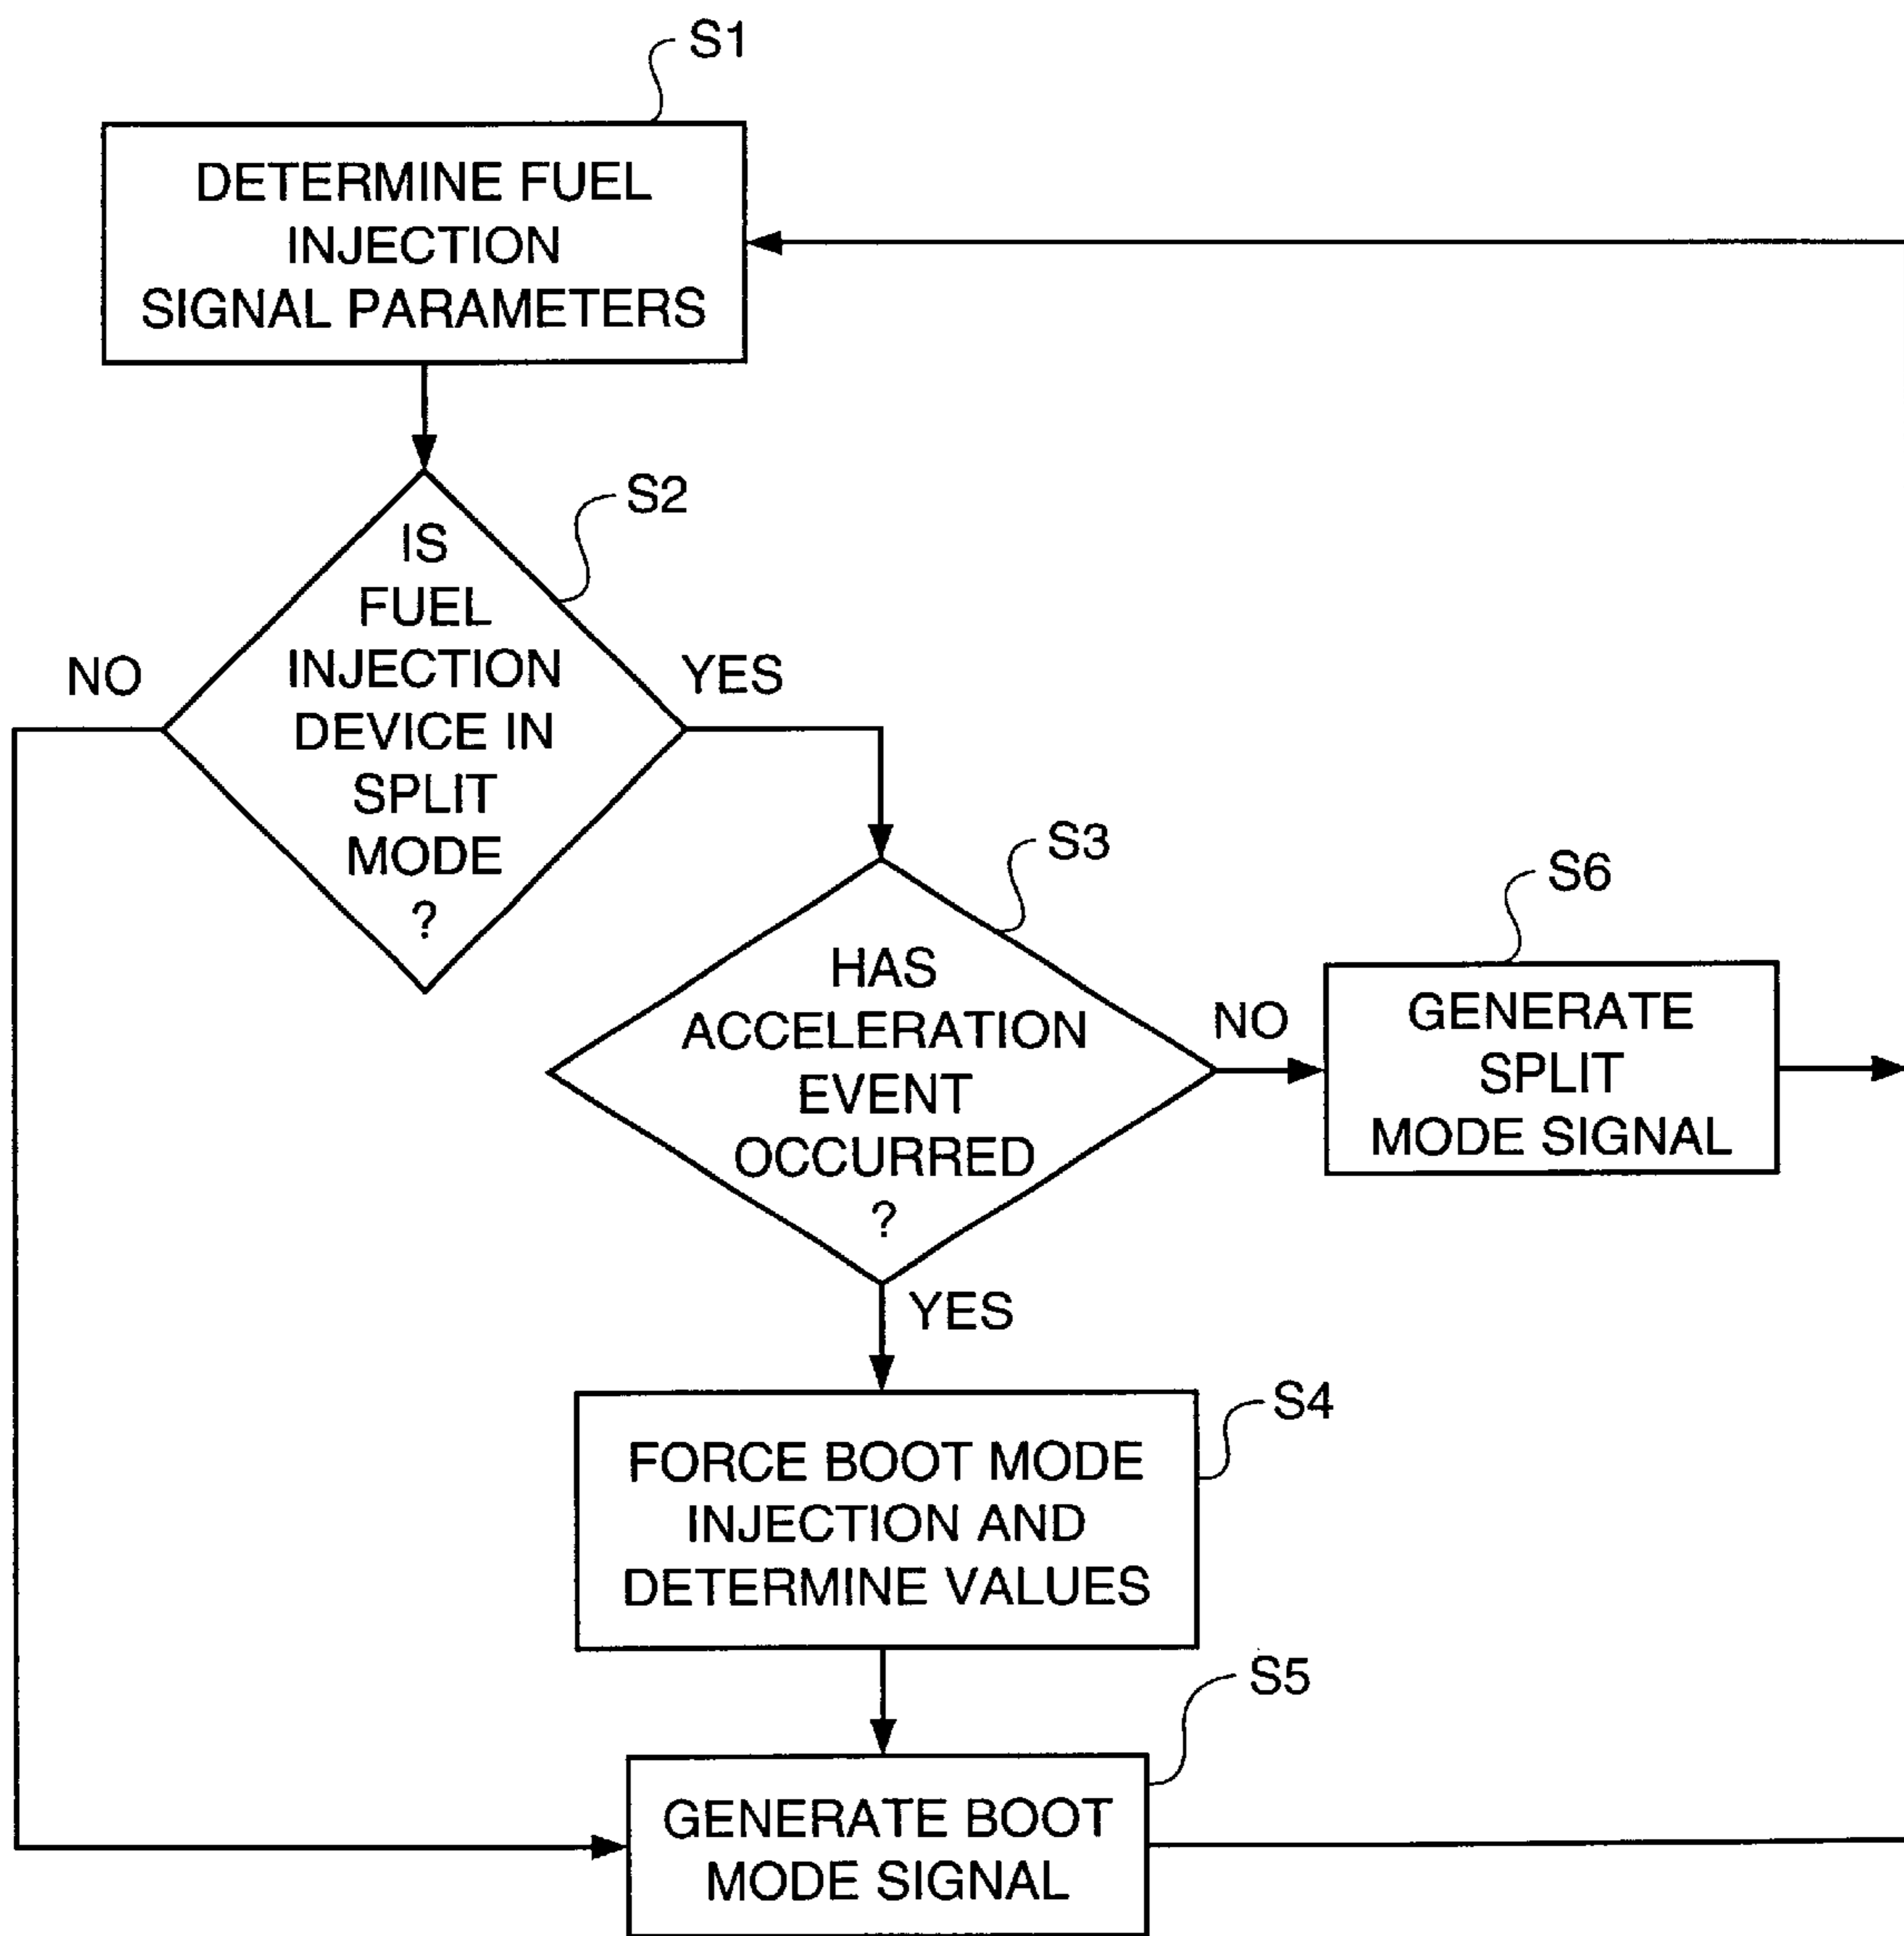 S1
DETERMINE FUEL
INJECTION
SIGNAL PARAMETERS
S2
IS
FUEL
INJECTION
DEVICE IN
SPLIT
MODE
?
NO
YES
S3
HAS
ACCELERATION
EVENT
OCCURRED
?
NO
S6
GENERATE
SPLIT
MODE SIGNAL
YES
S4
FORCE BOOT MODE
INJECTION AND
DETERMINE VALUES
S5
GENERATE BOOT
MODE SIGNAL